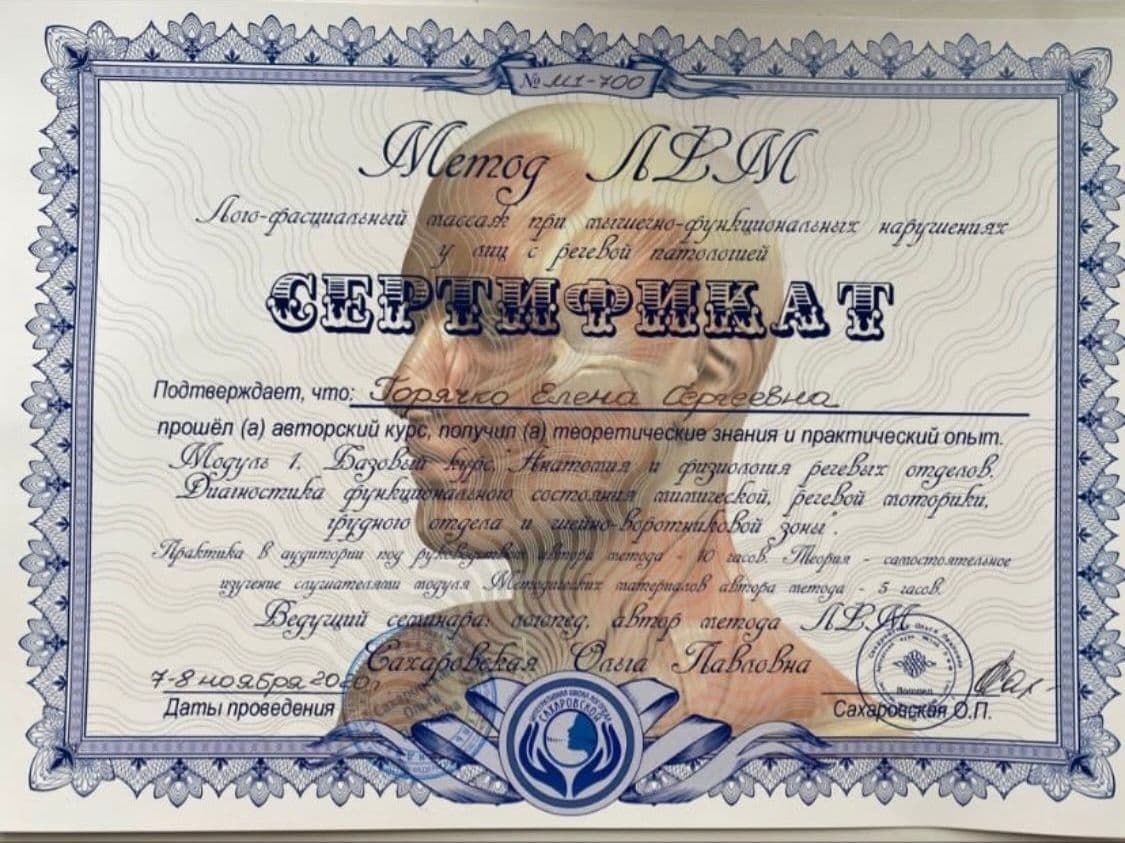 № М1-700
Метод ЛФМ
Лого-фасциальный массаж при мышечно-функциональных нарушениях
у лиц с речевой патологией
СЕРТИФИКАТ
Подтверждает, что: Горячко Елена Сергеевна
прошёл (а) авторский курс, получил (а) теоретические знания и практический опыт.
Модуль 1. Базовый курс "Анатомия и физиология речевых отделов.
Диагностика функционального состояния мимической, речевой моторики,
грудного отдела и шейно-воротниковой зоны".
Практика в аудитории под руководством автора метода - 10 часов. Теория - самостоятельное
изучение слушателями модуля Методических материалов автора метода - 5 часов.
Ведущий семинара: логопед, автор метода ЛФМ
Сахаровская Ольга Павловна
7-8 ноября 2020г
Даты проведения
Сахаровская О.П.
САХАРОВСКОЙ
Логопед